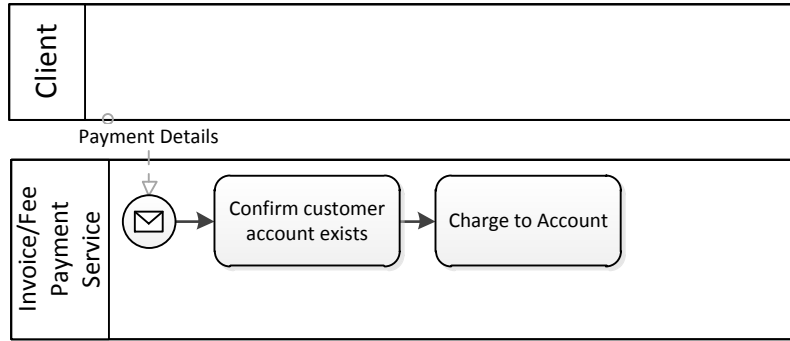 Client
Payment Details
Invoice/Fee
Payment
Service
Confirm customer
account exists
Charge to Account